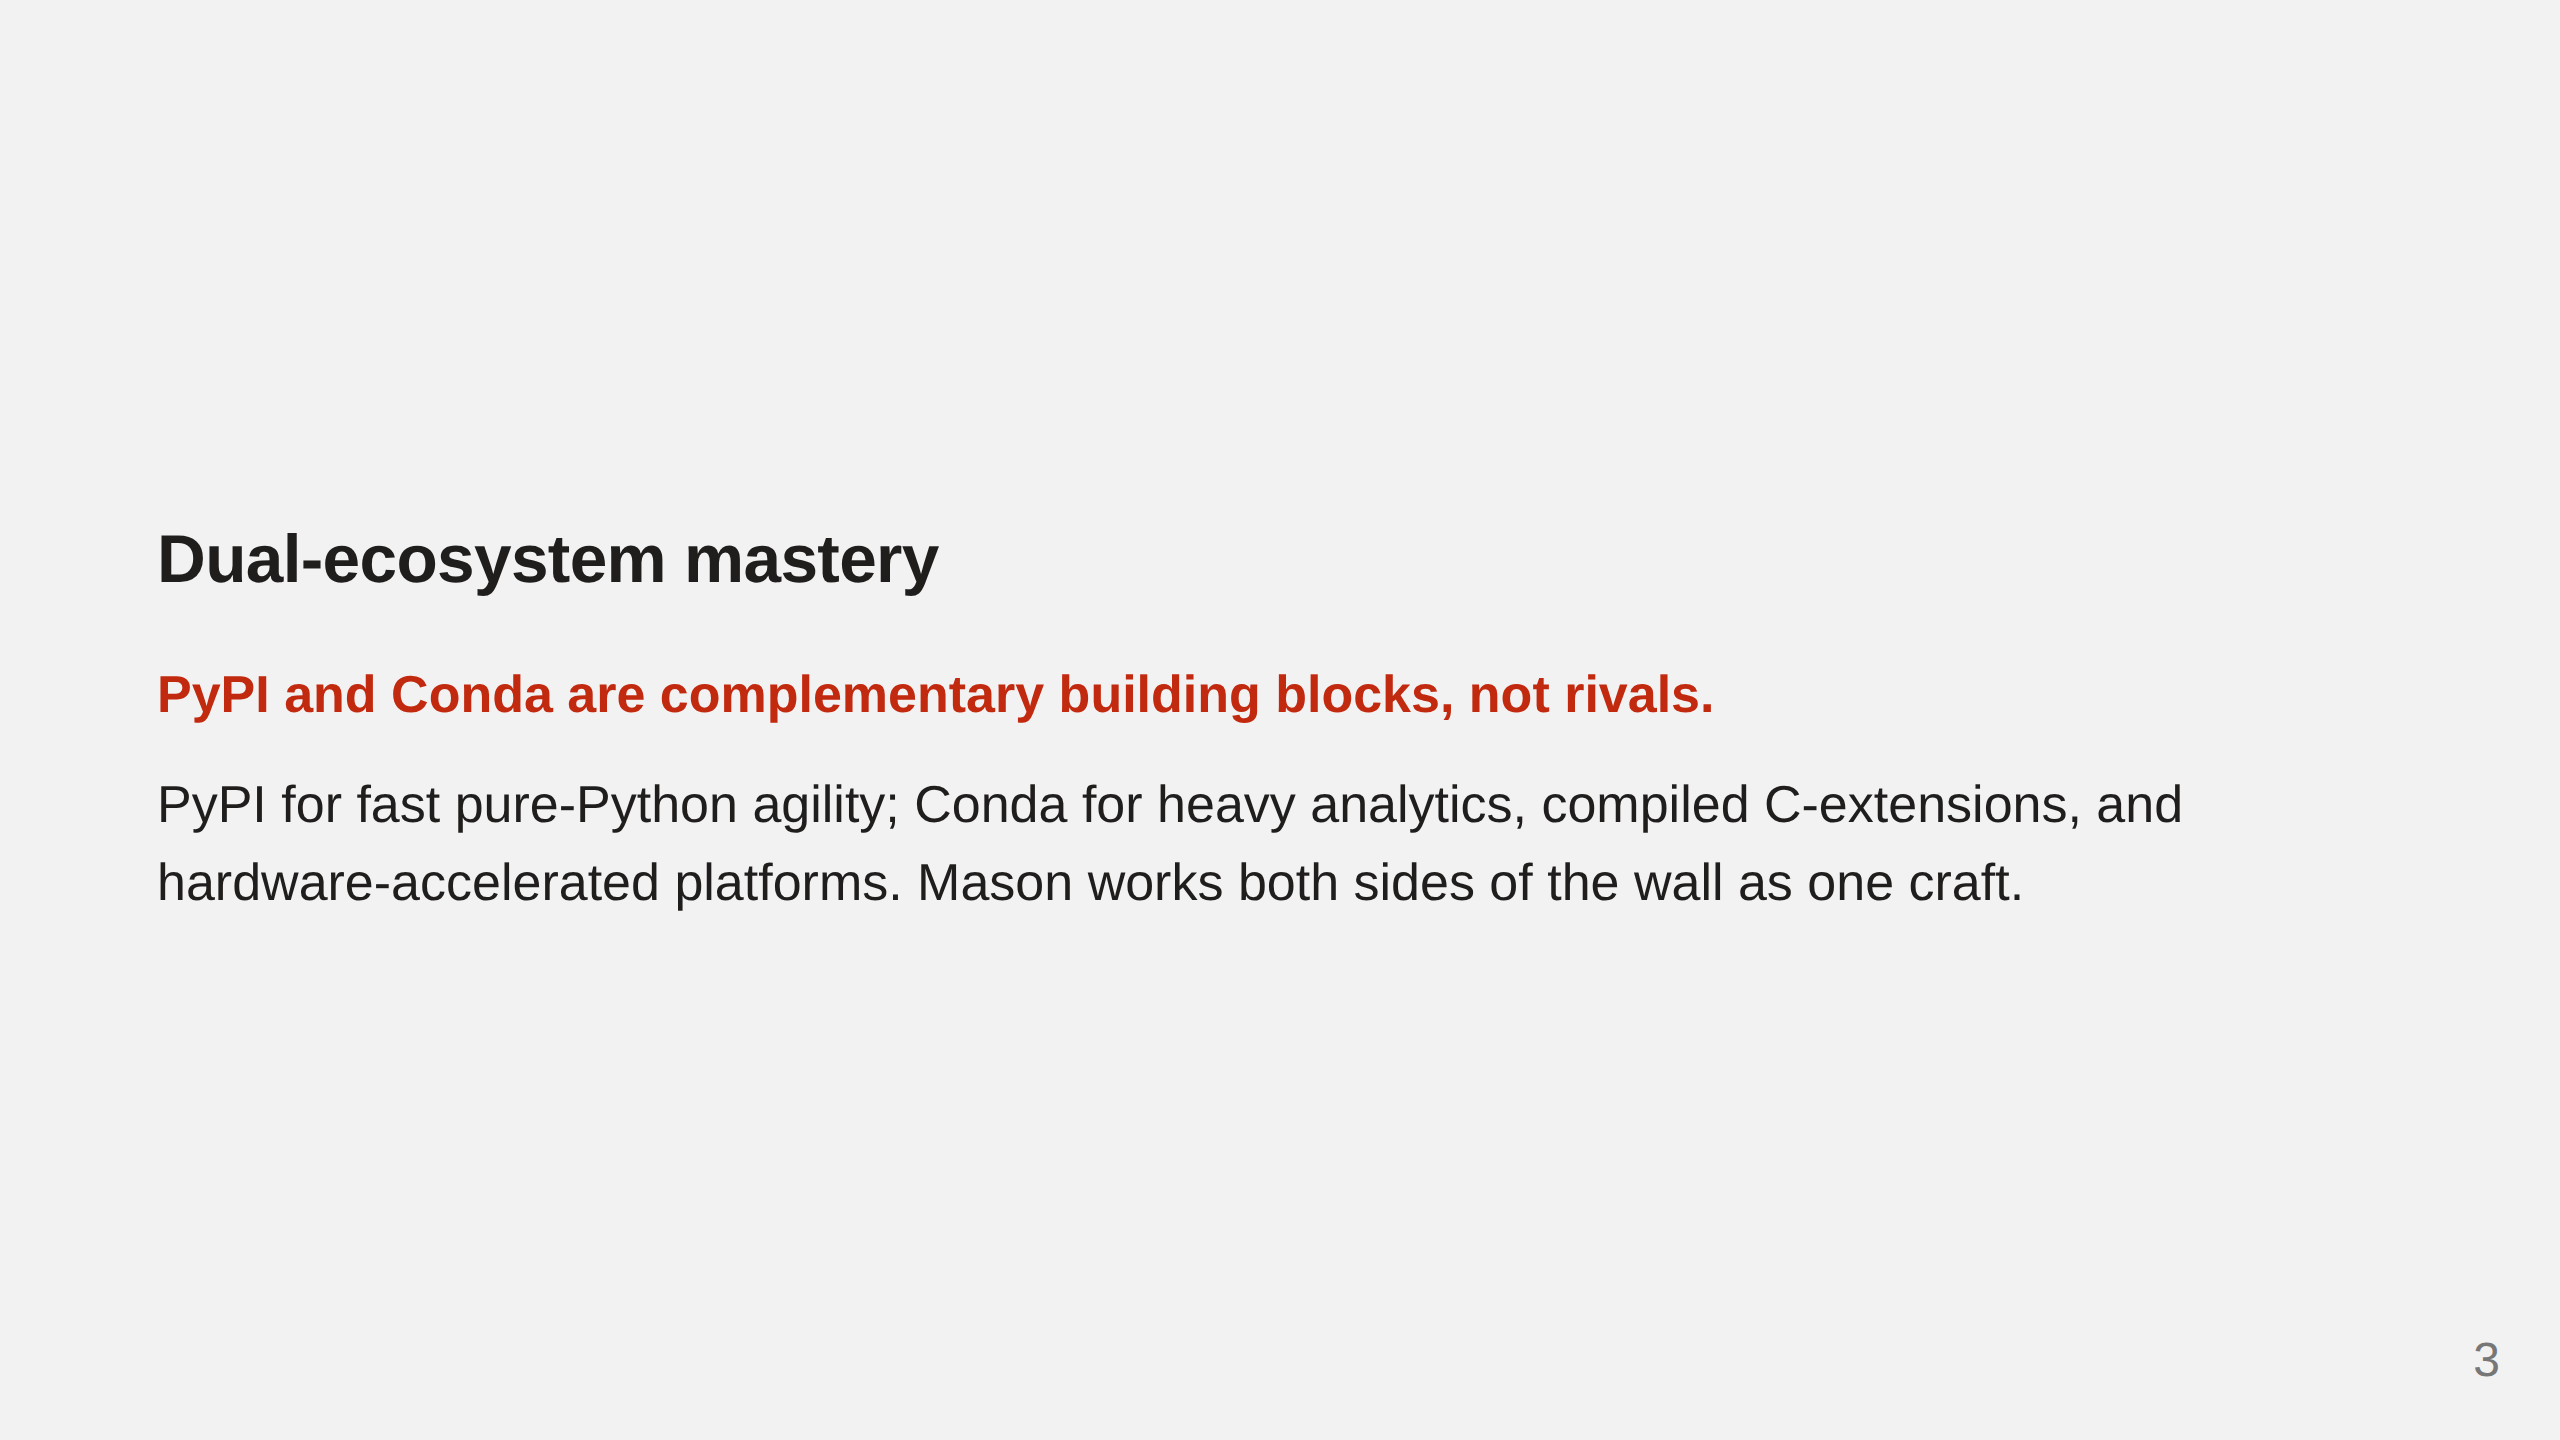 Dual-ecosystem mastery
PyPI and Conda are complementary building blocks, not rivals.
PyPI for fast pure-Python agility; Conda for heavy analytics, compiled C-extensions, and
hardware-accelerated platforms. Mason works both sides of the wall as one craft.
3